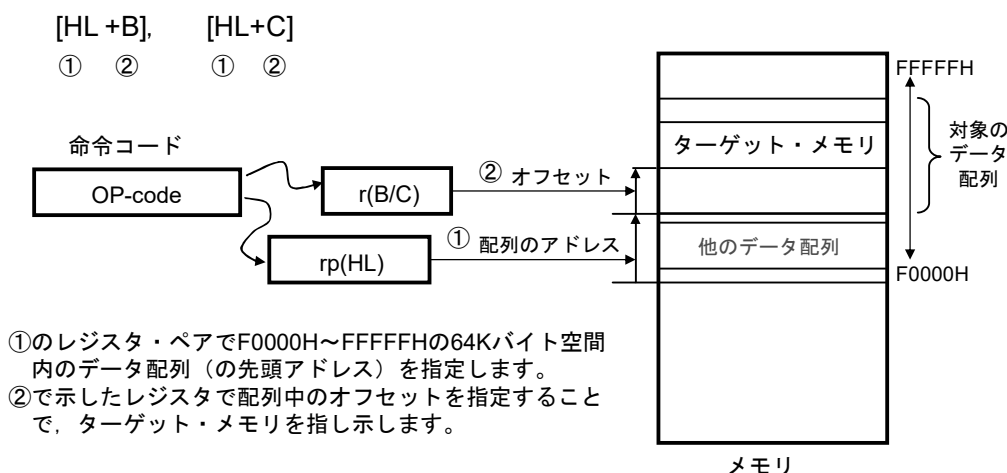 [HL +B], [HL+C]
① ② ① ②
FFFFFH
対象の
データ
配列
ターゲット・メモリ
命令コード
OP-code
r(B/C)
② オフセット
① 配列のアドレス
rp(HL)
他のデータ配列
F0000H
①のレジスタ・ペアでF0000H～FFFFFHの64Kバイト空間
内のデータ配列（の先頭アドレス）を指定します。
②で示したレジスタで配列中のオフセットを指定すること
で，ターゲット・メモリを指し示します。
メモリ